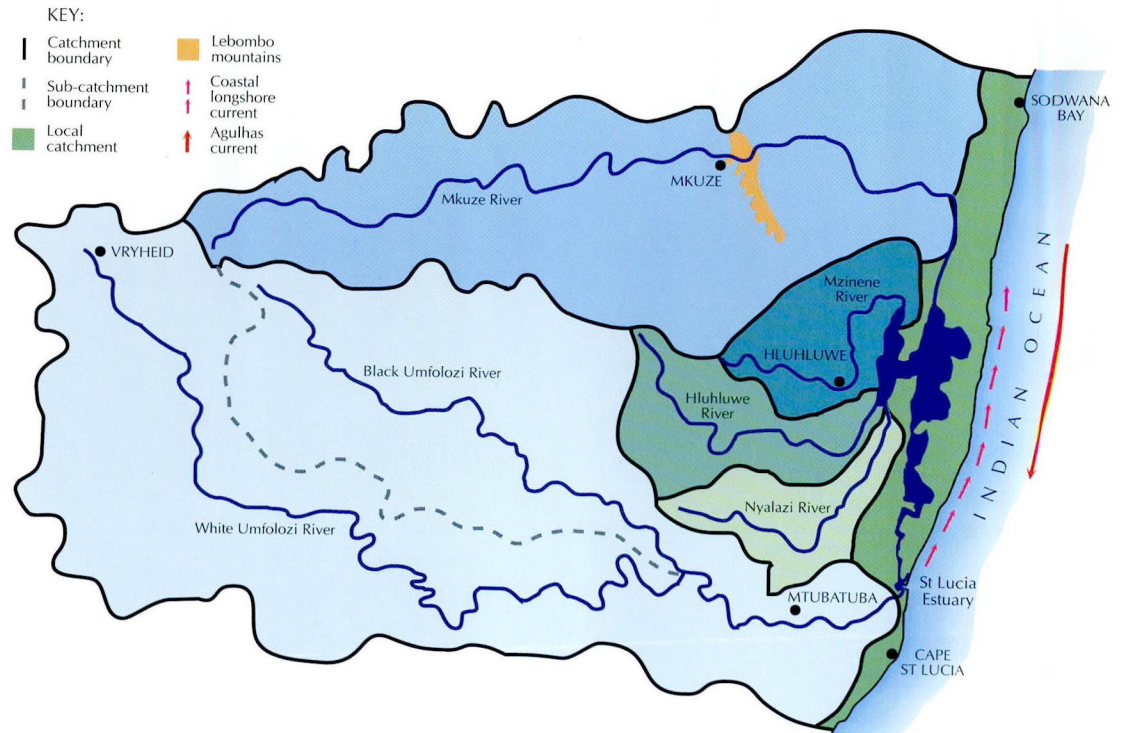 KEY:
Catchment
boundary
Sub-catchment
boundary
Local
catchment
Lebombo
mountains
Coastal
longshore
current
Agulhas
current
SODWANA
BAY
MKUZE
Mkuze River
VRYHEID
Mzinene
River
HLUHLUWE
Black Umfolozi River
Hluhluwe
River
INDIAN OCEAN
Nyalazi River
White Umfolozi River
St Lucia
Estuary
MTUBATUBA
CAPE
ST LUCIA